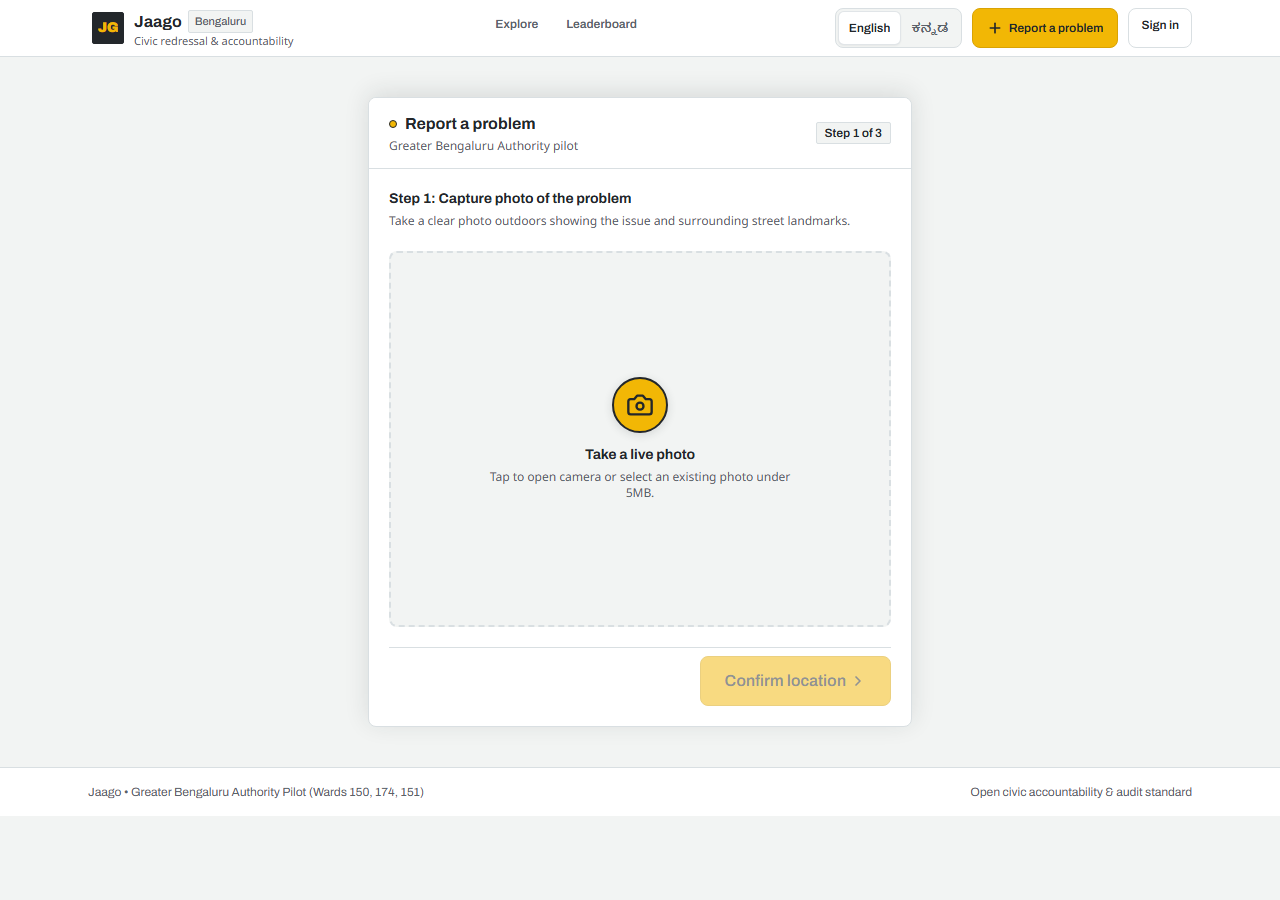 JG
Jaago
Bengaluru
Civic redressal & accountability
Explore
Leaderboard
English
ಕನ್ನಡ
Report a problem
Sign in
Report a problem
Greater Bengaluru Authority pilot
Step 1 of 3
Step 1: Capture photo of the problem
Take a clear photo outdoors showing the issue and surrounding street landmarks.
Take a live photo
Tap to open camera or select an existing photo under
5MB.
Confirm location
Jaago • Greater Bengaluru Authority Pilot (Wards 150, 174, 151)
Open civic accountability & audit standard